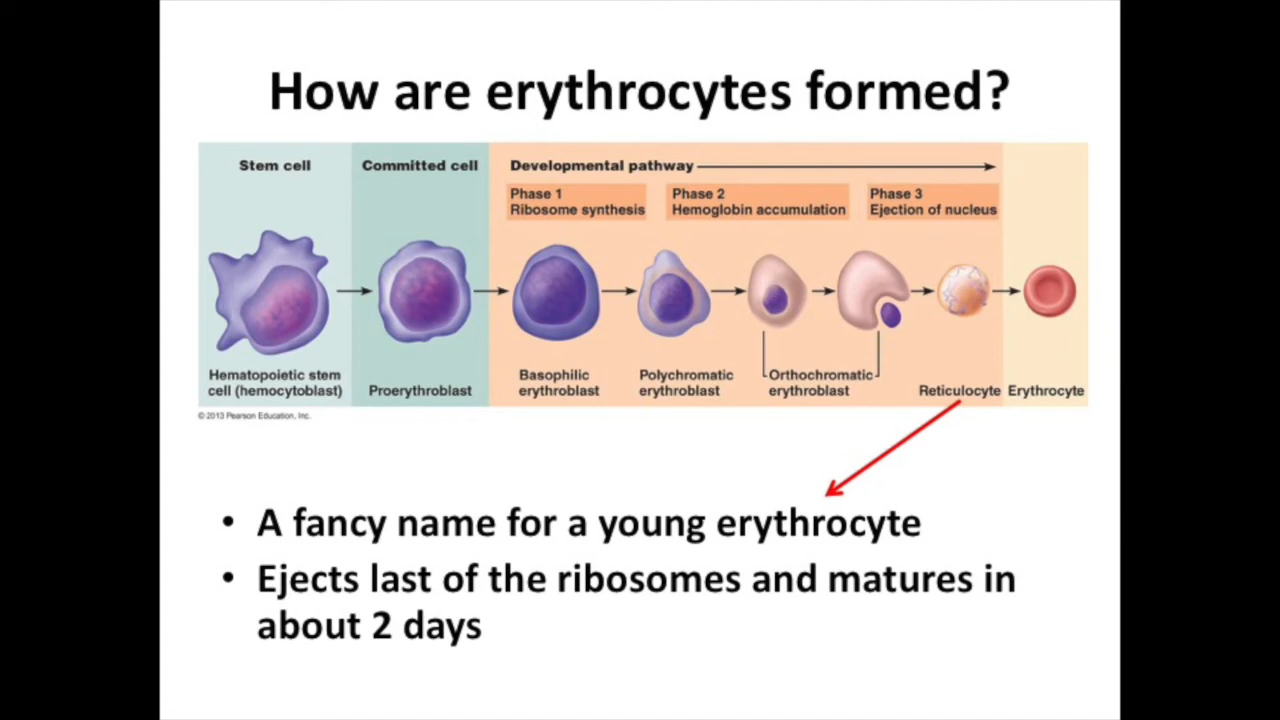 How are erythrocytes formed?
Stem cell
Committed cell
Developmental pathway
Phase 1
Ribosome synthesis
Phase 2
Hemoglobin accumulation
Phase 3
Ejection of nucleus
Hematopoietic stem
cell (hemocytoblast)
Proerythroblast
Basophilic
erythroblast
Polychromatic
erythroblast
Orthochromatic
erythroblast
Reticulocyte
Erythrocyte
© 2013 Pearson Education, Inc.
• A fancy name for a young erythrocyte
• Ejects last of the ribosomes and matures in
about 2 days